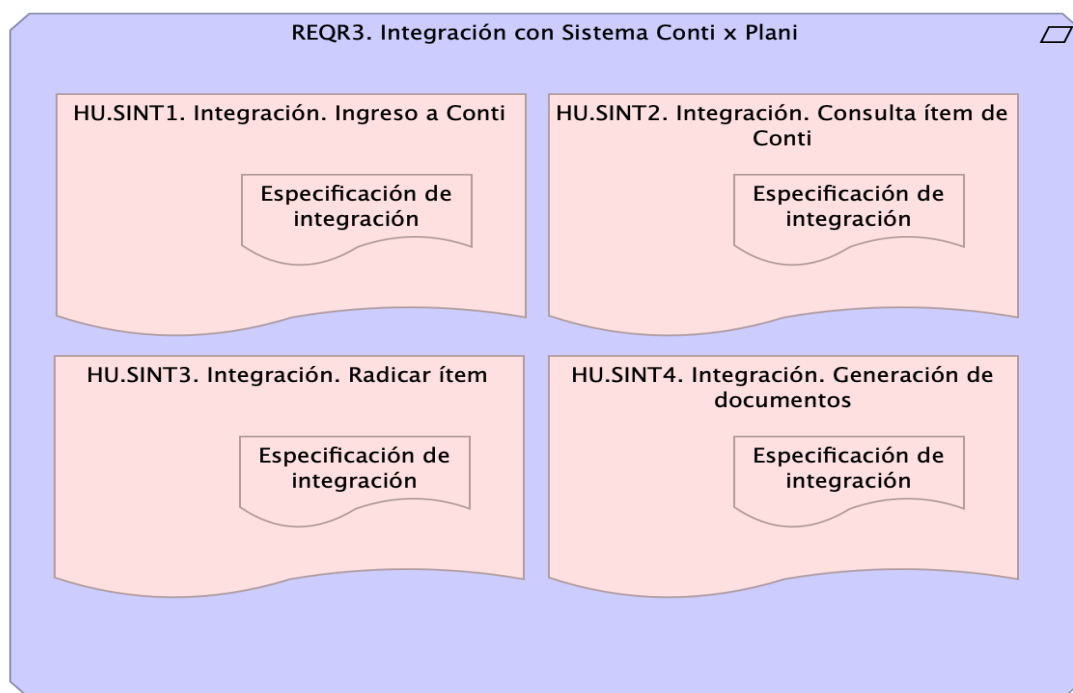 REQR3. Integración con Sistema Conti x Plani
HU.SINT1. Integración. Ingreso a Conti
Especificación de
integración
HU.SINT2. Integración. Consulta ítem de
Conti
Especificación de
integración
HU.SINT3. Integración. Radicar ítem
Especificación de
integración
HU.SINT4. Integración. Generación de
documentos
Especificación de
integración